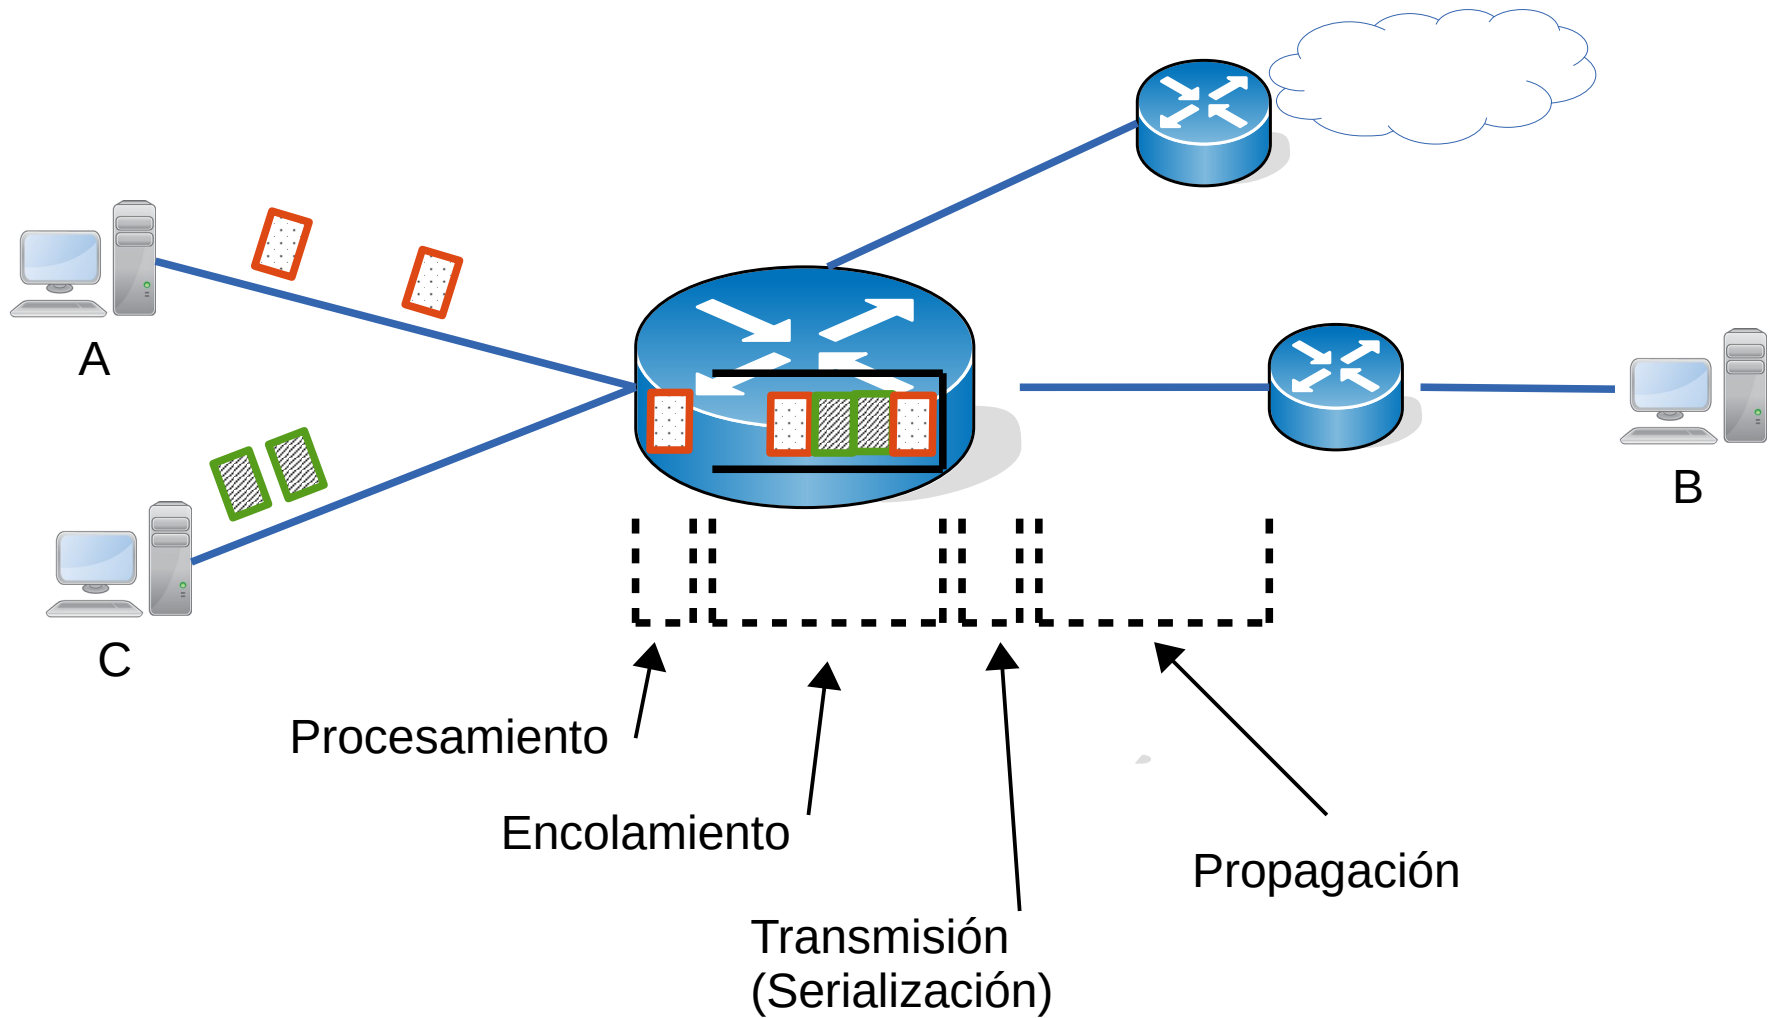 A
B
C
Procesamiento
Encolamiento
Propagación
Transmisión
(Serialización)